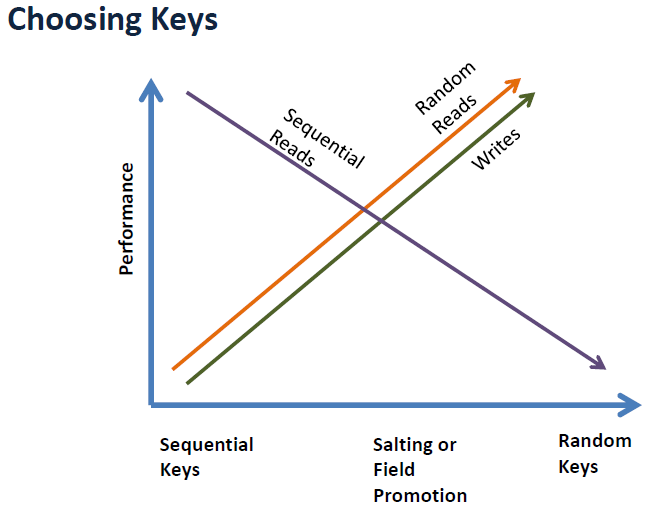 Choosing Keys
Random
Reads
Sequential
Reads
Writes
Performance
Sequential
Keys
Salting or
Field
Promotion
Random
Keys